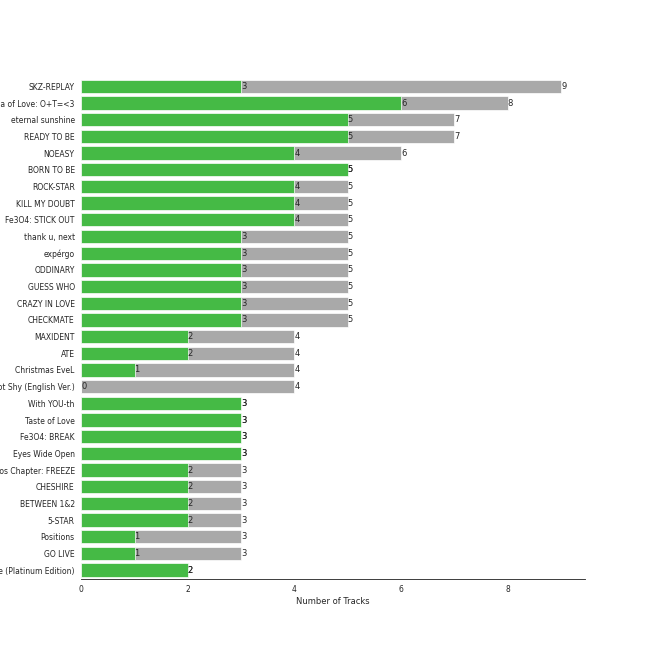 SKZ-REPLAY 3 9
a of Love: O+T=<3 6 8
eternal sunshine 5 7
READY TO BE 5 7
NOEASY 4 6
BORN TO BE 5
ROCK-STAR 4 5
KILL MY DOUBT 4 5
Fe3O4: STICK OUT 4 5
thank u, next 3 5
expérgo 3 5
ODDINARY 3 5
GUESS WHO 3 5
CRAZY IN LOVE 3 5
CHECKMATE 3 5
MAXIDENT 2 4
ATE 2 4
Christmas EveL 1 4
ot Shy (English Ver.) 0 4
With YOU-th 3
Taste of Love 3
Fe3O4: BREAK 3
Eyes Wide Open 3
os Chapter: FREEZE 2 3
CHESHIRE 2 3
BETWEEN 1&2 2 3
5-STAR 2 3
Positions 1 3
GO LIVE 1 3
e (Platinum Edition) 2
0 2 4 6 8
Number of Tracks